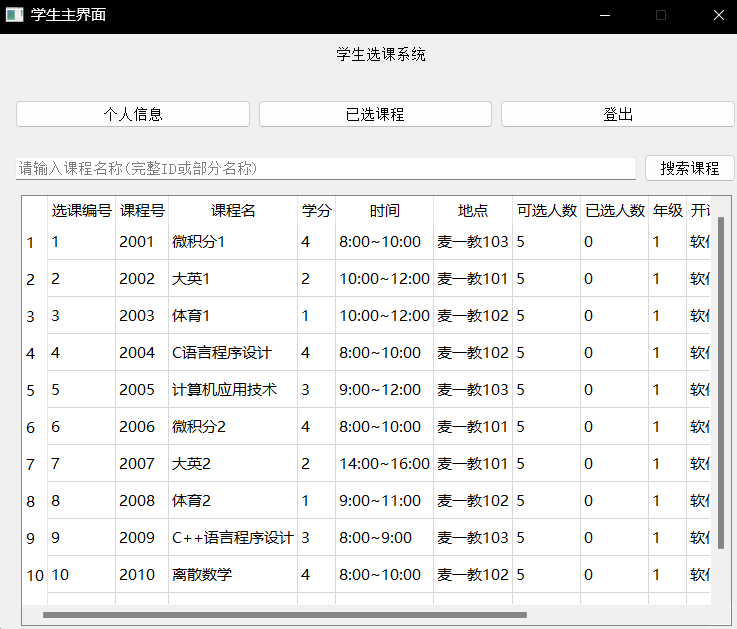 学生主界面
学生选课系统
个人信息 已选课程 登出
请输入课程名称(完整ID或部分名称) 搜索课程
选课编号 课程号 课程名 学分 时间 地点 可选人数 已选人数 年级 开
1 1 2001 微积分1 4 8:00~10:00 麦一教103 5 0 1 软
2 2 2002 大英1 2 10:00~12:00 麦一教101 5 0 1 软
3 3 2003 体育1 1 10:00~12:00 麦一教102 5 0 1 软
4 4 2004 C语言程序设计 4 8:00~10:00 麦一教102 5 0 1 软
5 5 2005 计算机应用技术 3 9:00~12:00 麦一教103 5 0 1 软
6 6 2006 微积分2 4 8:00~10:00 麦一教101 5 0 1 软
7 7 2007 大英2 2 14:00~16:00 麦一教101 5 0 1 软
8 8 2008 体育2 1 9:00~11:00 麦一教102 5 0 1 软
9 9 2009 C++语言程序设计 3 8:00~9:00 麦一教103 5 0 1 软
10 10 2010 离散数学 4 8:00~10:00 麦一教102 5 0 1 软